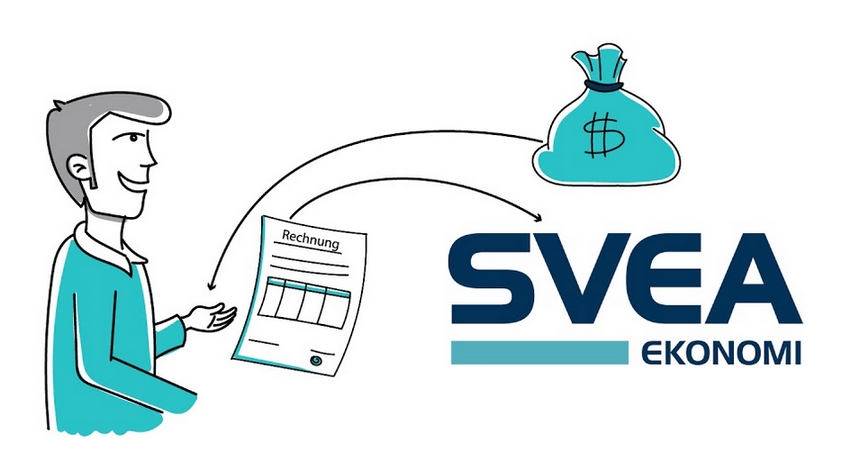 $
Rechnung
SVEA
EKONOMI